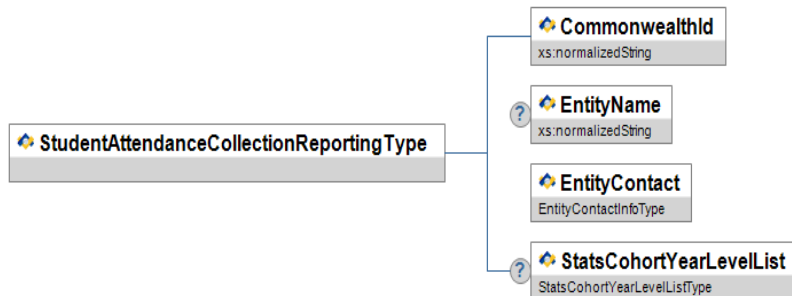 CommonwealthId
xs:normalizedString
?
EntityName
xs:normalizedString
StudentAttendanceCollectionReportingType
EntityContact
EntityContactInfoType
?
StatsCohortYearLevelList
StatsCohortYearLevelListType